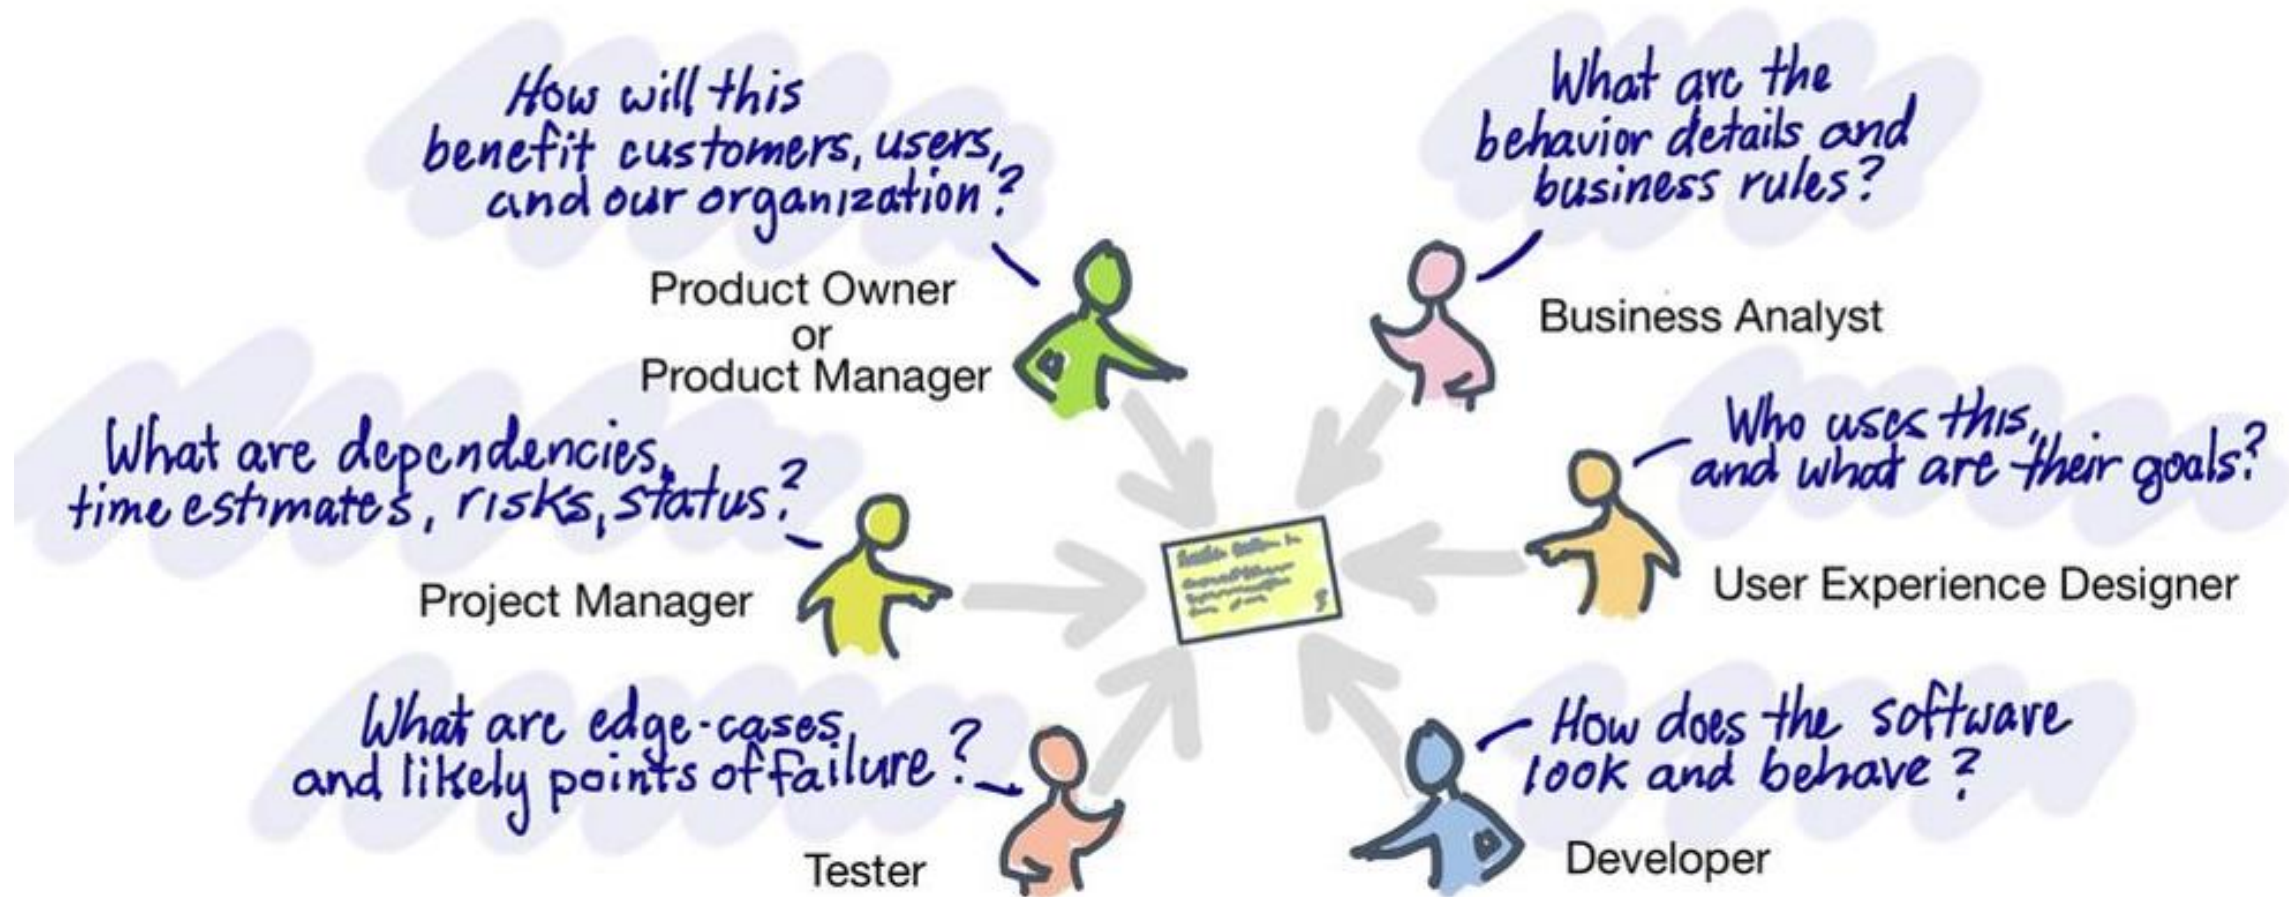 How will this
benefit customers, users,
and our organization?
Product Owner
or
Product Manager
What are the
behavior details and
business rules?
Business Analyst
What are dependencies,
time estimates, risks, status?
Project Manager
Who uses this,
and what are their goals?
User Experience Designer
What are edge-cases,
and likely points of failure?
Tester
How does the software
look and behave?
Developer